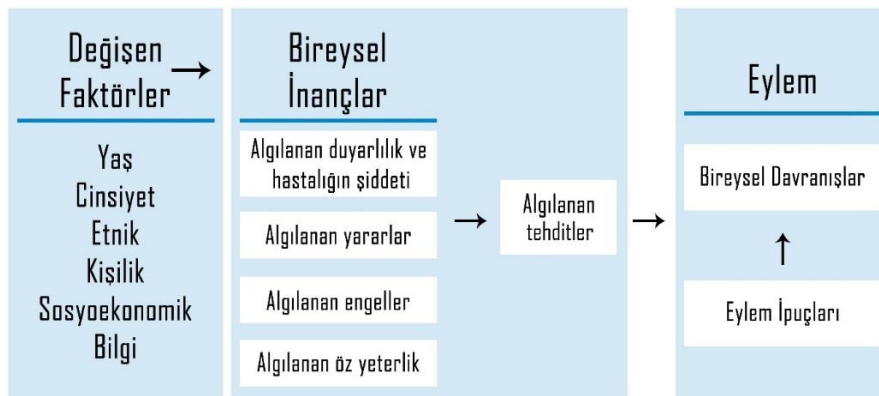 Değişen
Faktörler
Yaş
Cinsiyet
Etnik
Kişilik
Sosyoekonomik
Bilgi
Bireysel
İnançlar
Algılanan duyarlılık ve
hastalığın şiddeti
Algılanan yararlar
Algılanan engeller
Algılanan öz yeterlik
Algılanan
tehditler
Eylem
Bireysel Davranışlar
Eylem İpuçları